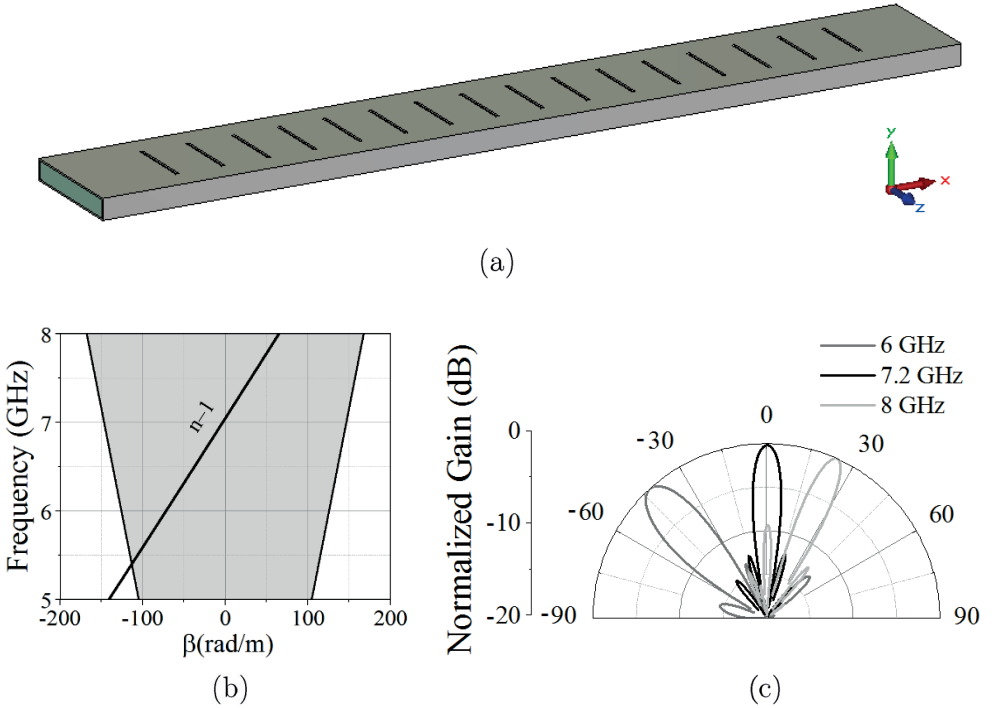 Y
X
Z
(a)
8
7
6
5
Frequency (GHz)
n−1
-200 -100 0 100 200
β(rad/m)
(b)
6 GHz
7.2 GHz
8 GHz
Normalized Gain (dB)
0
-10
-20
-90
-60
-30
0
30
60
90
(c)